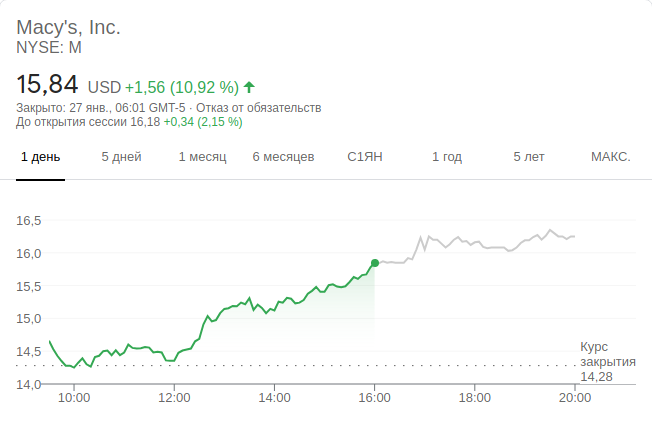 Macy's, Inc.
NYSE: M
15,84 USD +1,56 (10,92 %)
Закрыто: 27 янв., 06:01 GMT-5 · Отказ от обязательств
До открытия сессии 16,18 +0,34 (2,15 %)
1 день 5 дней 1 месяц 6 месяцев С1ЯН 1 год 5 лет МАКС.
16,5
16,0
15,5
15,0
14,5
14,0
Курс
закрытия
14,28
10:00 12:00 14:00 16:00 18:00 20:00